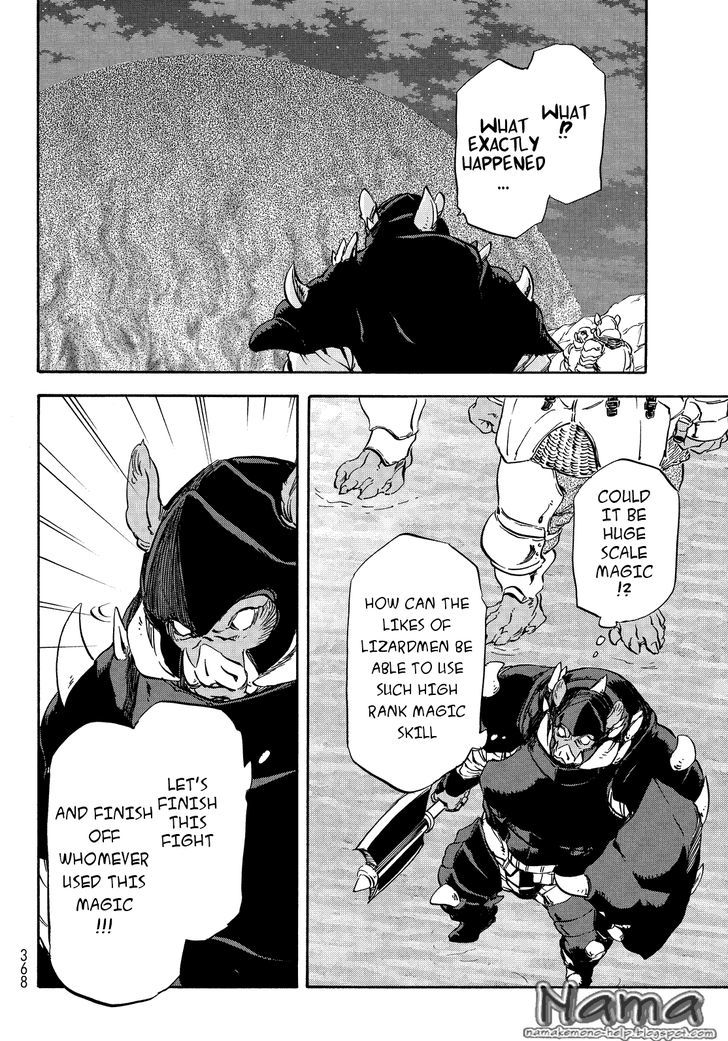 WHAT
!?
WHAT
EXACTLY
HAPPENED
...
COULD
IT BE
HUGE
SCALE
MAGIC
!?
HOW CAN THE
LIKES OF
LIZARDMEN BE
ABLE TO USE
SUCH HIGH
RANK MAGIC
SKILL
LET'S
FINISH
THIS
FIGHT
AND FINISH
OFF
WHOMEVER
USED THIS
MAGIC
!!!
368
Nama
namakemono-help.blogspot.com